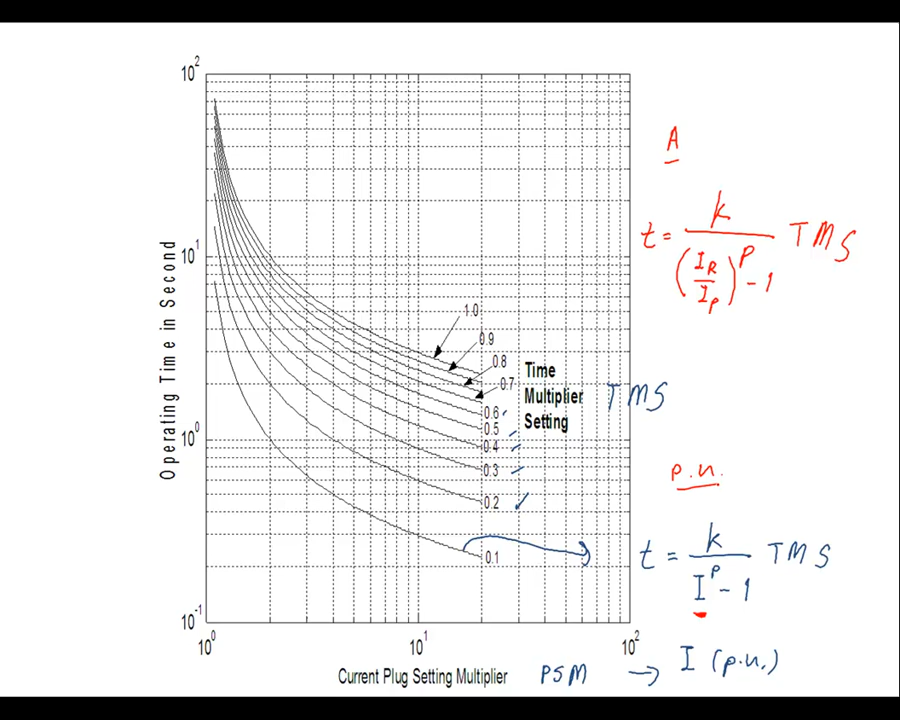 10^2
10^1
10^0
10^-1
Operating Time in Second
1.0
0.9
0.8
0.7
0.6
0.5
0.4
0.3
0.2
0.1
Time
Multiplier
Setting
TMS
10^0
10^1
10^2
Current Plug Setting Multiplier
PSM → I (p.u.)
A
t = k / ((I_R / I_P)^P - 1) TMS
p.u.
t = k / (I^P - 1) TMS